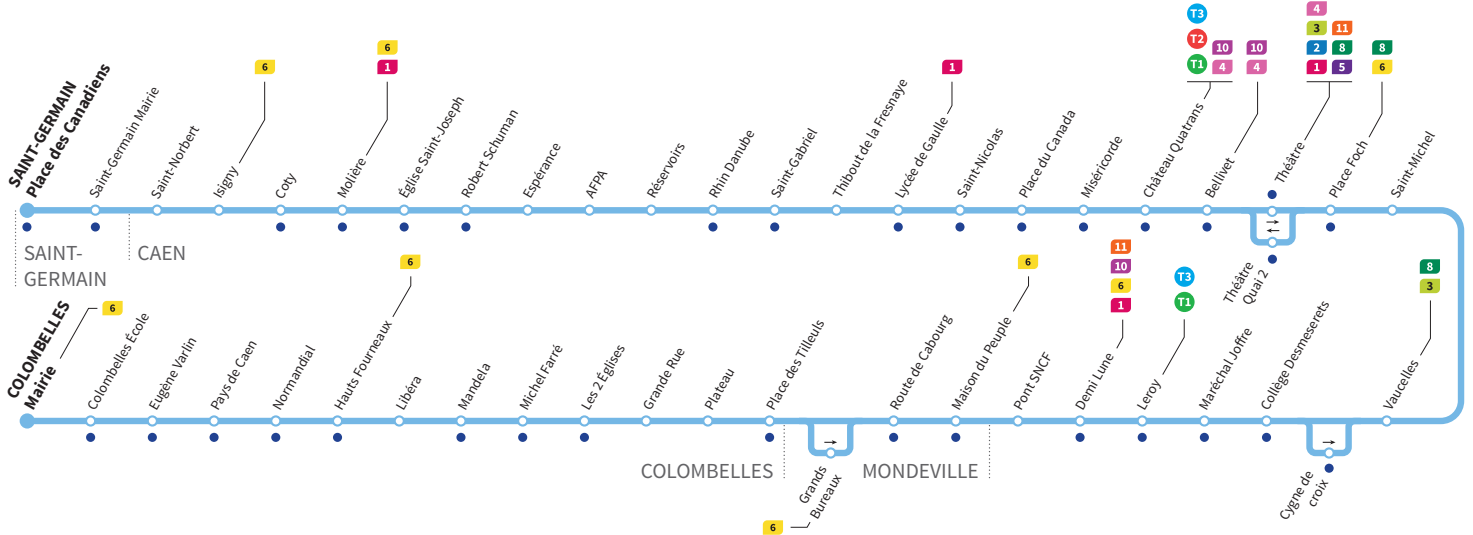 SAINT-GERMAIN
Place des Canadiens
Saint-Germain Mairie
Saint-Norbert
Isigny
6
Coty
Molière
6
1
Église Saint-Joseph
Robert Schuman
Espérance
AFPA
Réservoirs
Rhin Danube
Saint-Gabriel
Thibout de la Fresnaye
Lycée de Gaulle
1
Saint-Nicolas
Place du Canada
Miséricorde
Château Quatrans
T3
T2
10
T1
4
Bellivet
10
4
Théâtre
4
3
11
2
8
1
5
Place Foch
8
6
Saint-Michel
SAINT-
GERMAIN
CAEN
Théâtre
Quai 2
→
←
Vaucelles
8
3
Cygne de
croix
→
Collège Desmeserets
Maréchal Joffre
Leroy
T3
T1
Demi Lune
11
10
6
1
Pont SNCF
Maison du Peuple
6
Route de Cabourg
MONDEVILLE
Grands
Bureaux
→
6
COLOMBELLES
Place des Tilleuls
Plateau
Grande Rue
Les 2 Églises
Michel Farré
Mandela
Libéra
Hauts Fourneaux
6
Normandial
Pays de Caen
Eugène Varlin
Colombelles École
COLOMBELLES
Mairie
6